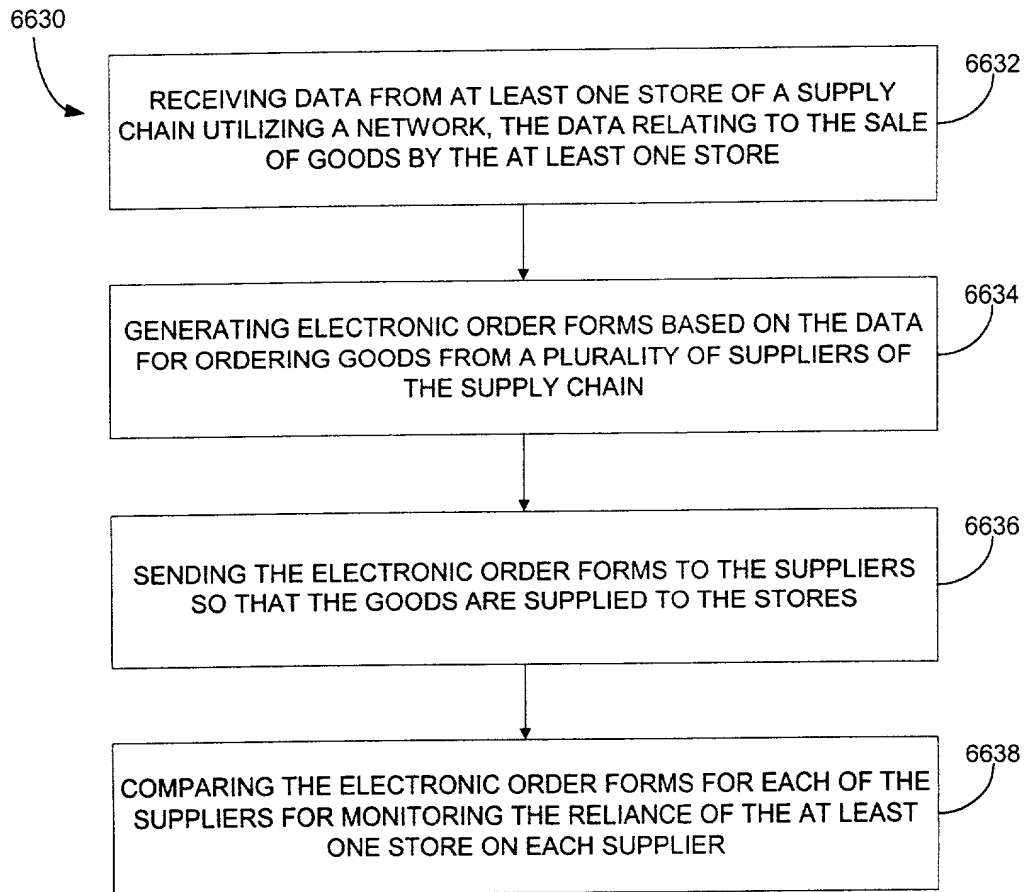 6630
6632
RECEIVING DATA FROM AT LEAST ONE STORE OF A SUPPLY
CHAIN UTILIZING A NETWORK, THE DATA RELATING TO THE SALE
OF GOODS BY THE AT LEAST ONE STORE
6634
GENERATING ELECTRONIC ORDER FORMS BASED ON THE DATA
FOR ORDERING GOODS FROM A PLURALITY OF SUPPLIERS OF
THE SUPPLY CHAIN
6636
SENDING THE ELECTRONIC ORDER FORMS TO THE SUPPLIERS
SO THAT THE GOODS ARE SUPPLIED TO THE STORES
6638
COMPARING THE ELECTRONIC ORDER FORMS FOR EACH OF THE
SUPPLIERS FOR MONITORING THE RELIANCE OF THE AT LEAST
ONE STORE ON EACH SUPPLIER